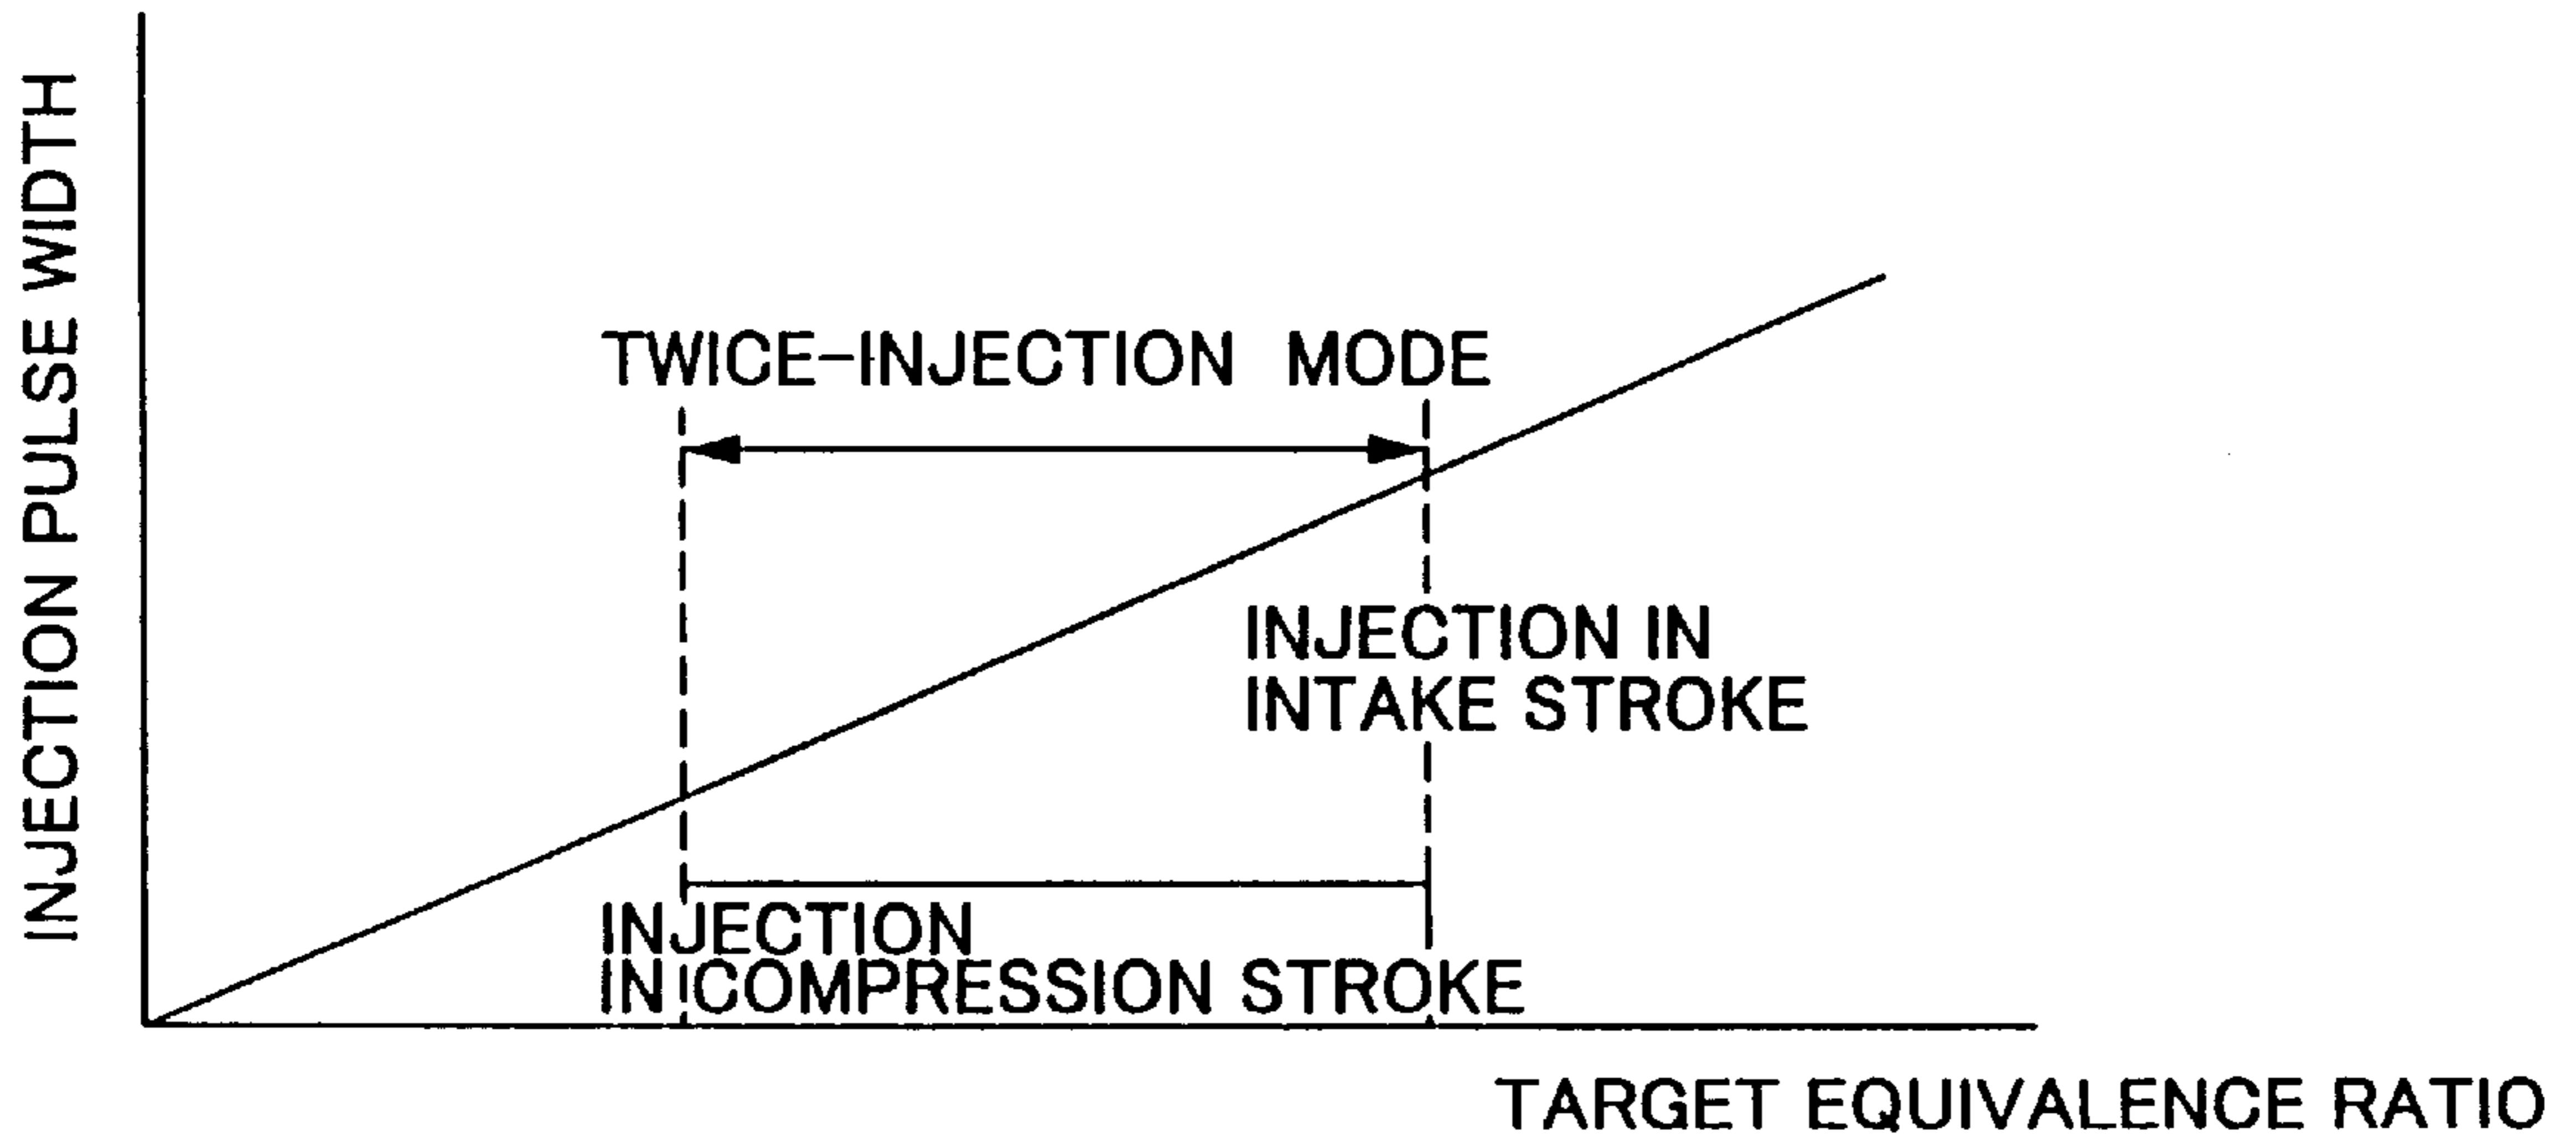 INJECTION PULSE WIDTH
TWICE-INJECTION MODE
INJECTION IN
INTAKE STROKE
INJECTION
IN COMPRESSION STROKE
TARGET EQUIVALENCE RATIO